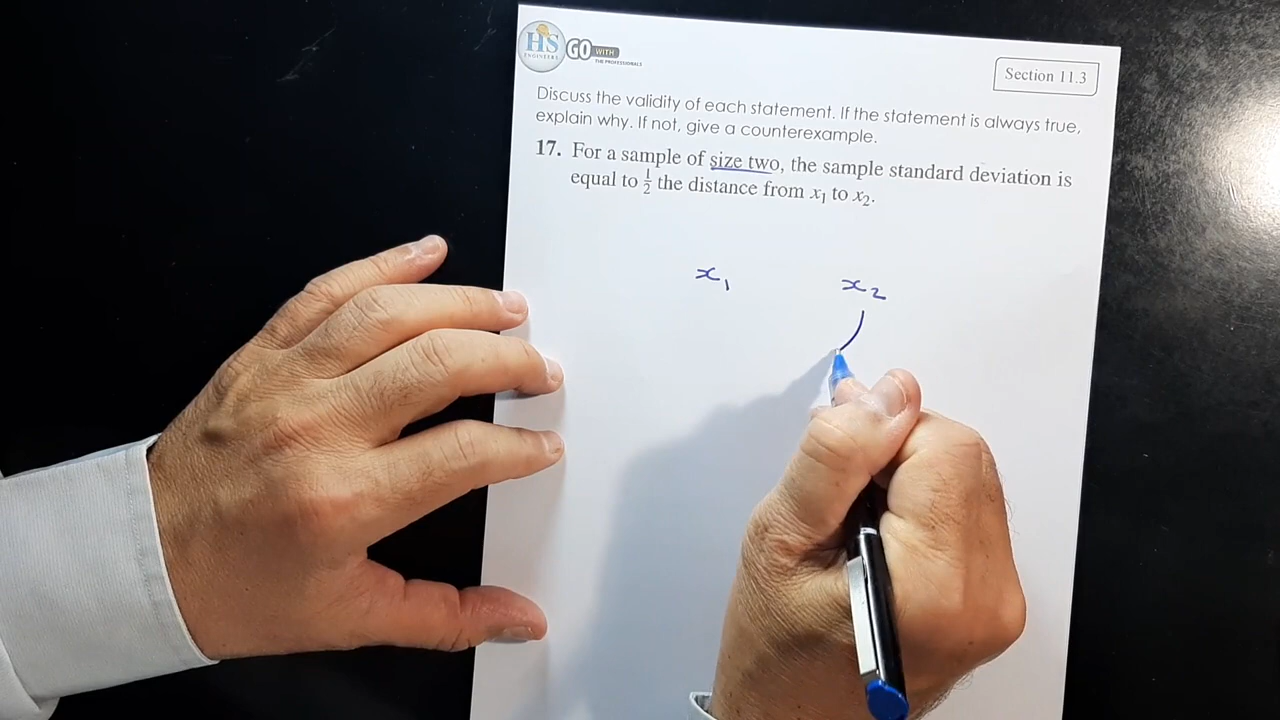 HS GO WITH
ENGINEERS THE PROFESSIONALS
Section 11.3
Discuss the validity of each statement. If the statement is always true,
explain why. If not, give a counterexample.
17. For a sample of size two, the sample standard deviation is
equal to 1/2 the distance from x₁ to x₂.
x₁ x₂